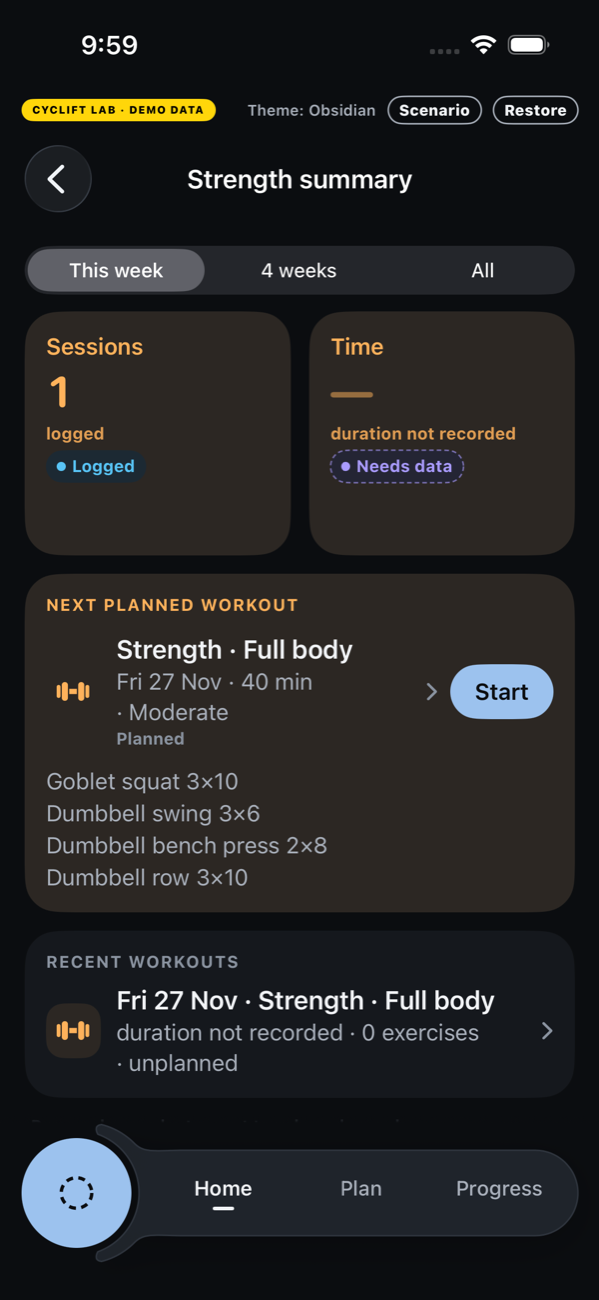 9:59
CYCLIFT LAB · DEMO DATA
Theme: Obsidian
Scenario
Restore
Strength summary
This week
4 weeks
All
Sessions
1
logged
Logged
Time
—
duration not recorded
Needs data
NEXT PLANNED WORKOUT
Strength · Full body
Fri 27 Nov · 40 min
· Moderate
Planned
Start
Goblet squat 3×10
Dumbbell swing 3×6
Dumbbell bench press 2×8
Dumbbell row 3×10
RECENT WORKOUTS
Fri 27 Nov · Strength · Full body
duration not recorded · 0 exercises
· unplanned
Home
Plan
Progress